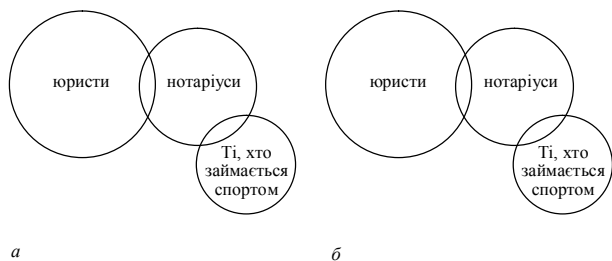 юристи нотаріуси
Ті, хто
займається
спортом
а
юристи нотаріуси
Ті, хто
займається
спортом
б